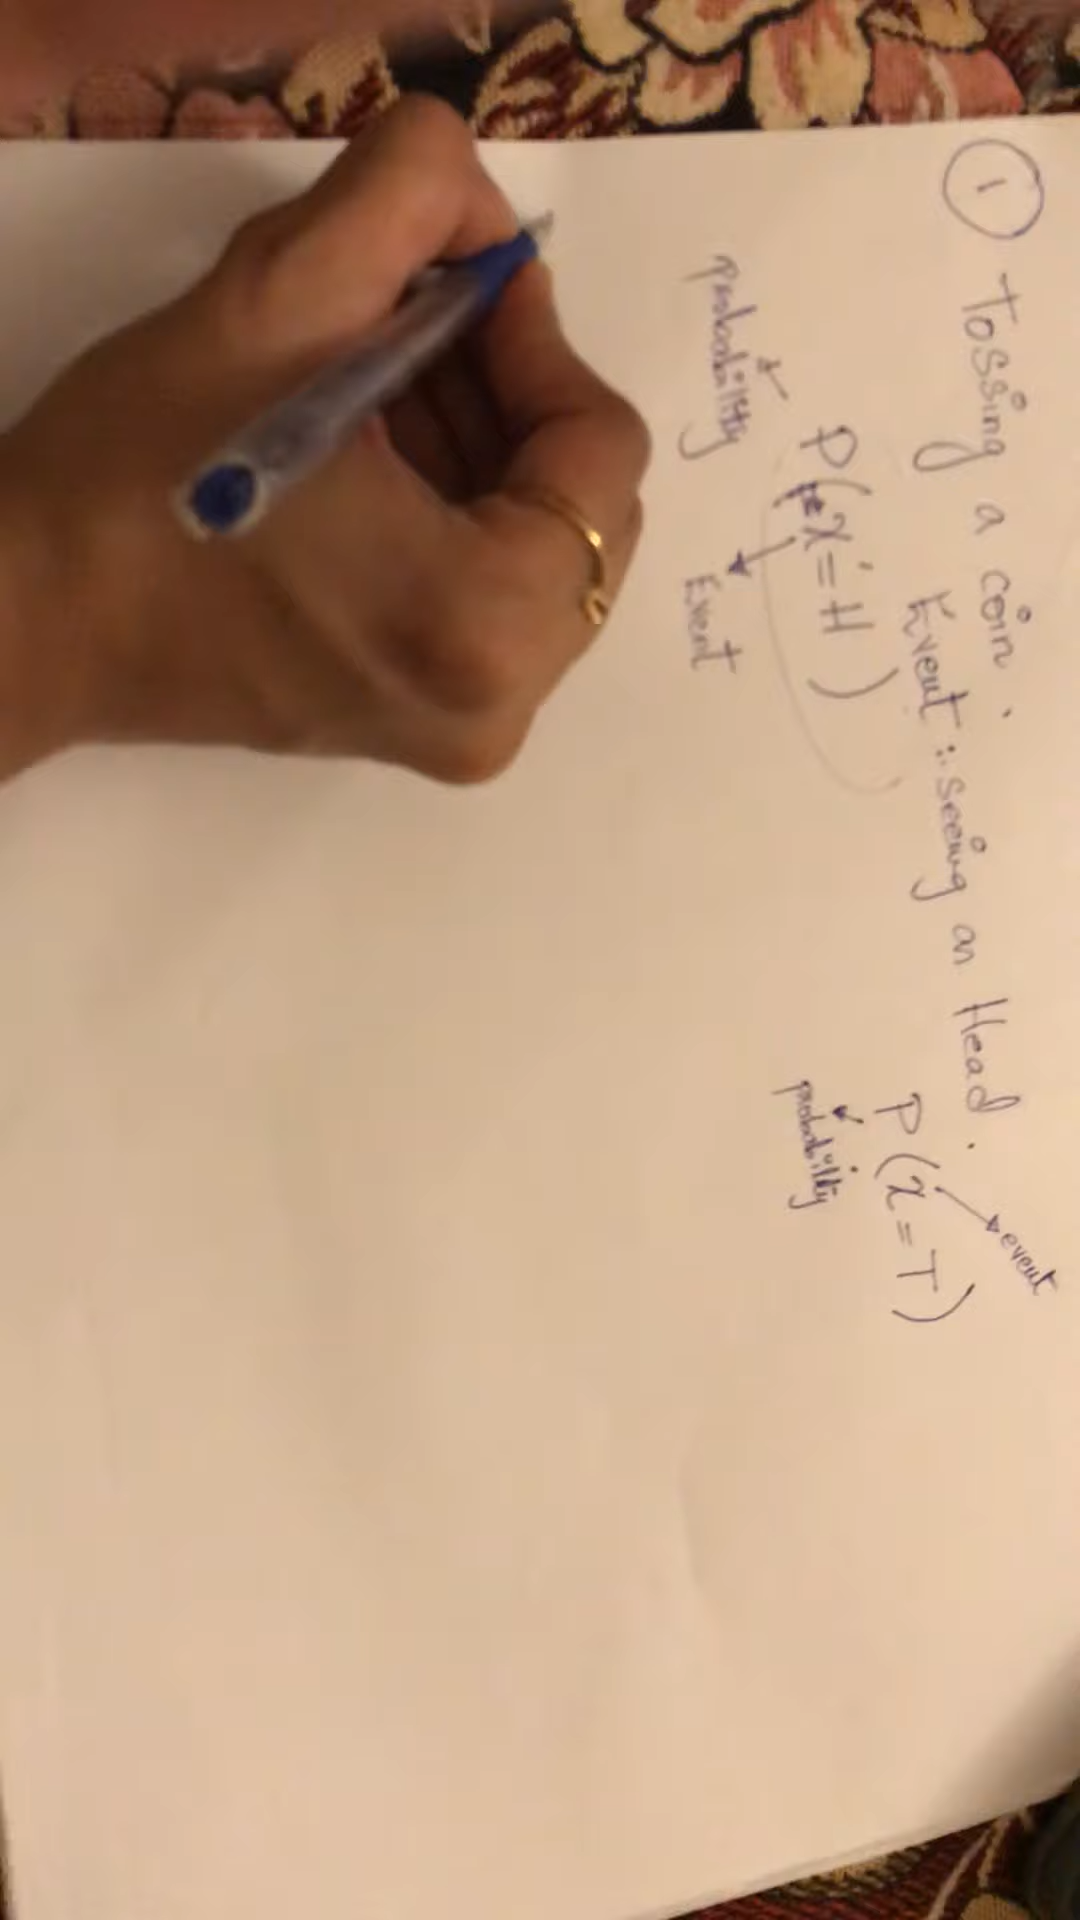 ① Tossing a coin.
Event : seeing an Head.
P(x=H)
probability
Event
P(x=T)
event
probability